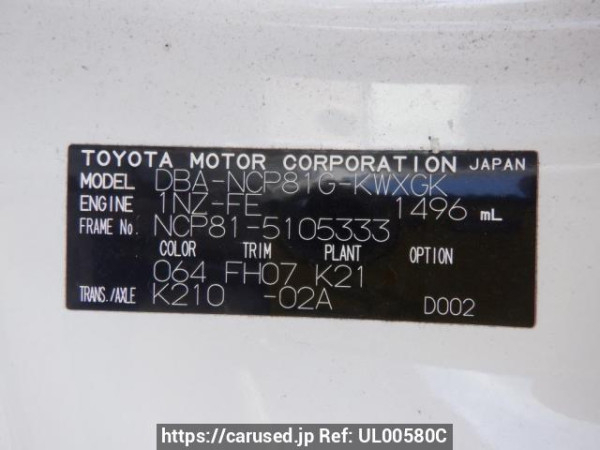 TOYOTA MOTOR CORPORATION JAPAN
MODEL DBA-NCP81G-KWXGK
ENGINE 1NZ-FE 1496 mL
FRAME No. NCP81-5105333
COLOR TRIM PLANT OPTION
064 FH07 K21
TRANS./AXLE K210 -02A D002
https://carused.jp Ref: UL00580C